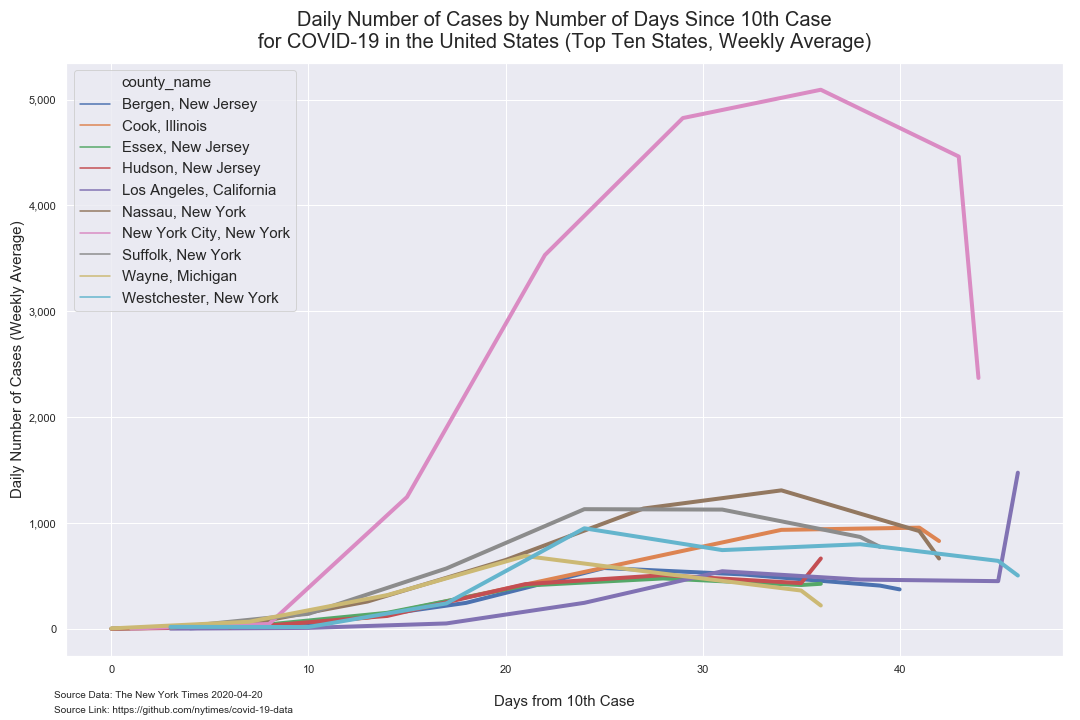 Daily Number of Cases by Number of Days Since 10th Case
for COVID-19 in the United States (Top Ten States, Weekly Average)
county_name
Bergen, New Jersey
Cook, Illinois
Essex, New Jersey
Hudson, New Jersey
Los Angeles, California
Nassau, New York
New York City, New York
Suffolk, New York
Wayne, Michigan
Westchester, New York
Daily Number of Cases (Weekly Average)
5,000
4,000
3,000
2,000
1,000
0
0 10 20 30 40
Days from 10th Case
Source Data: The New York Times 2020-04-20
Source Link: https://github.com/nytimes/covid-19-data